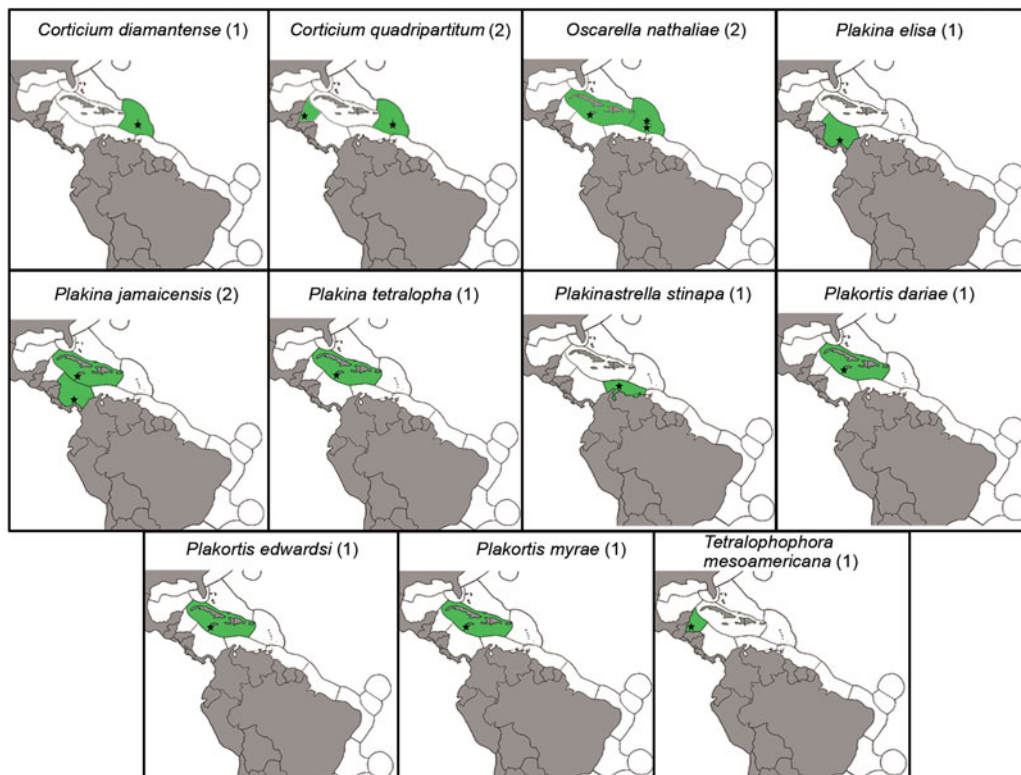 Corticium diamantense (1)
Corticium quadripartitum (2)
Oscarella nathaliae (2)
Plakina elisa (1)
Plakina jamaicensis (2)
Plakina tetralopha (1)
Plakinastrella stinapa (1)
Plakortis dariae (1)
Plakortis edwardsi (1)
Plakortis myrae (1)
Tetralophophora
mesoamericana (1)